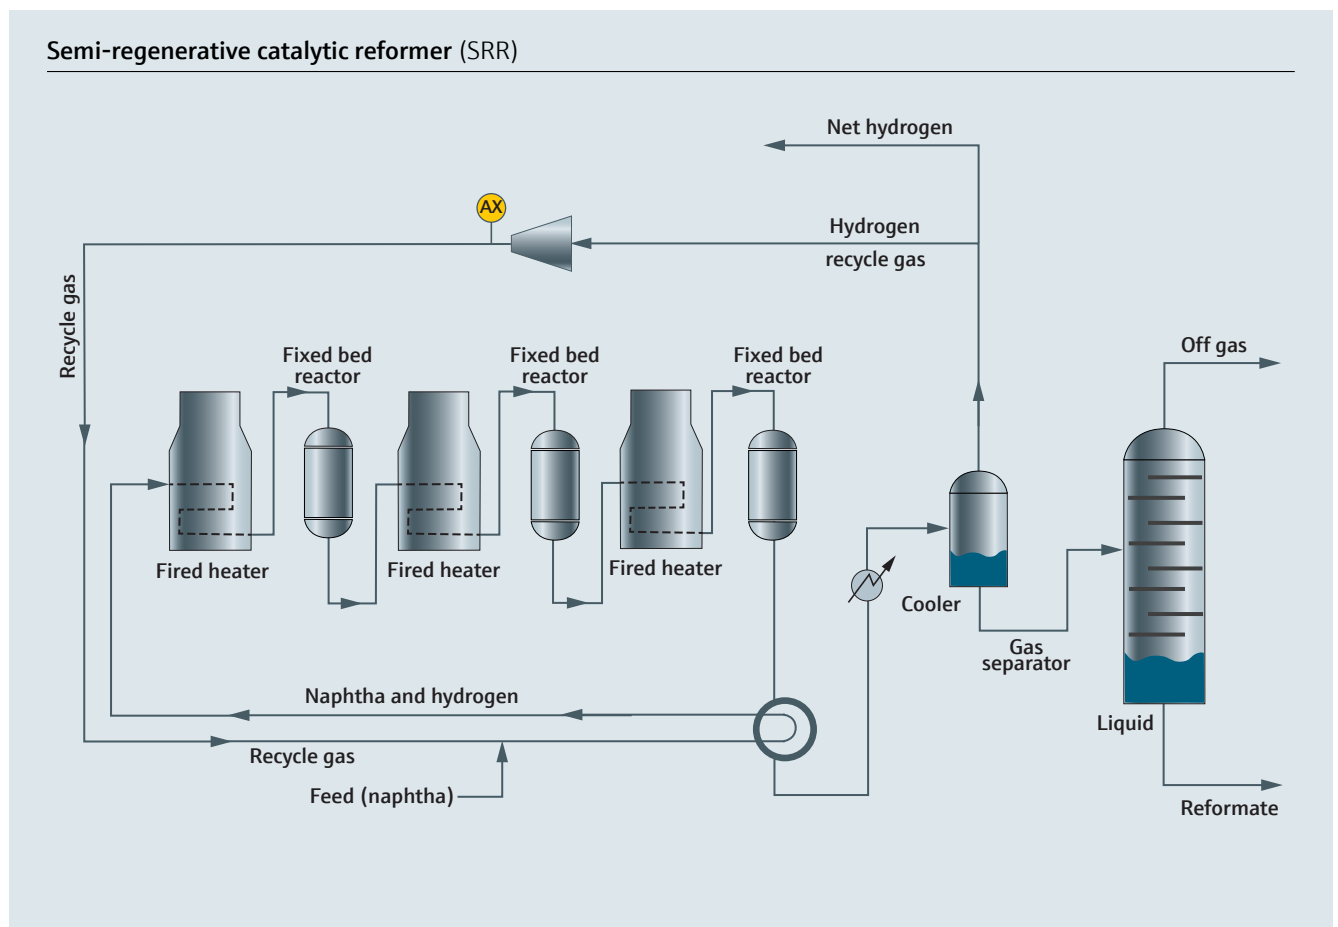 Semi-regenerative catalytic reformer (SRR)
Net hydrogen
AX
Hydrogen
recycle gas
Recycle gas
Fixed bed
reactor
Fixed bed
reactor
Fixed bed
reactor
Off gas
Fired heater
Fired heater
Fired heater
Cooler
Gas
separator
Naphtha and hydrogen
Liquid
Recycle gas
Feed (naphtha)
Reformate